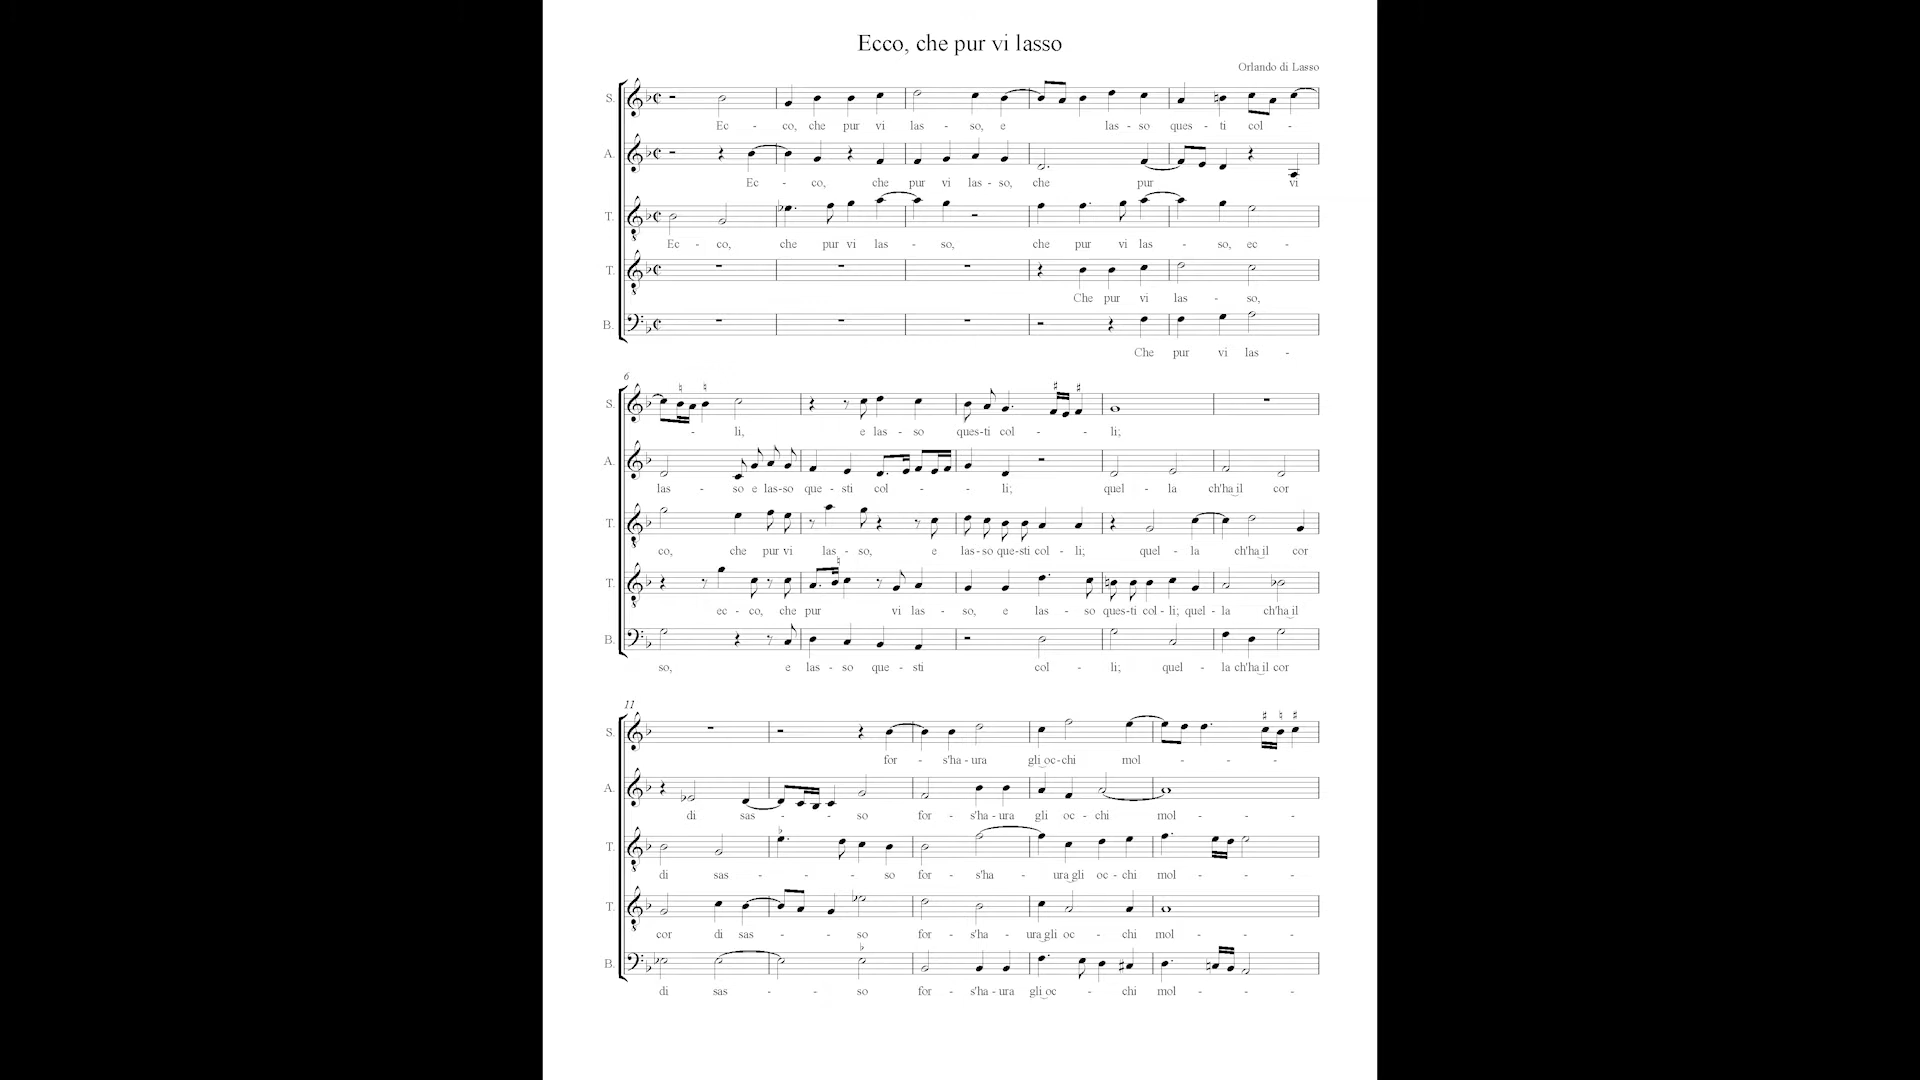 Ecco, che pur vi lasso
Orlando di Lasso
S.
Ec - co, che pur vi las - so, e las - so ques - ti col -
A.
Ec - co, che pur vi las - so, che pur vi
T.
Ec - co, che pur vi las - so, che pur vi las - so, ec -
T.
Che pur vi las - so,
B.
Che pur vi las -
6
S.
- li, e las - so ques-ti col - - li;
A.
las - so e las-so que - sti col - - li; quel - la ch'ha il cor
T.
co, che pur vi las - so, e las-so que-sti col - li; quel - la ch'ha il cor
T.
ec - co, che pur vi las - so, e las - so ques-ti col - li; quel - la ch'ha il
B.
so, e las - so que - sti col - li; quel - la ch'ha il cor
11
S.
for - s'ha - ura gli oc-chi mol - - - -
A.
di sas - - so for - s'ha - ura gli oc - chi mol - - -
T.
di sas - - - so for - s'ha - ura gli oc - chi mol - - -
T.
cor di sas - - so for - s'ha - ura gli oc - chi mol - - -
B.
di sas - - so for - s'ha - ura gli oc - chi mol - - -